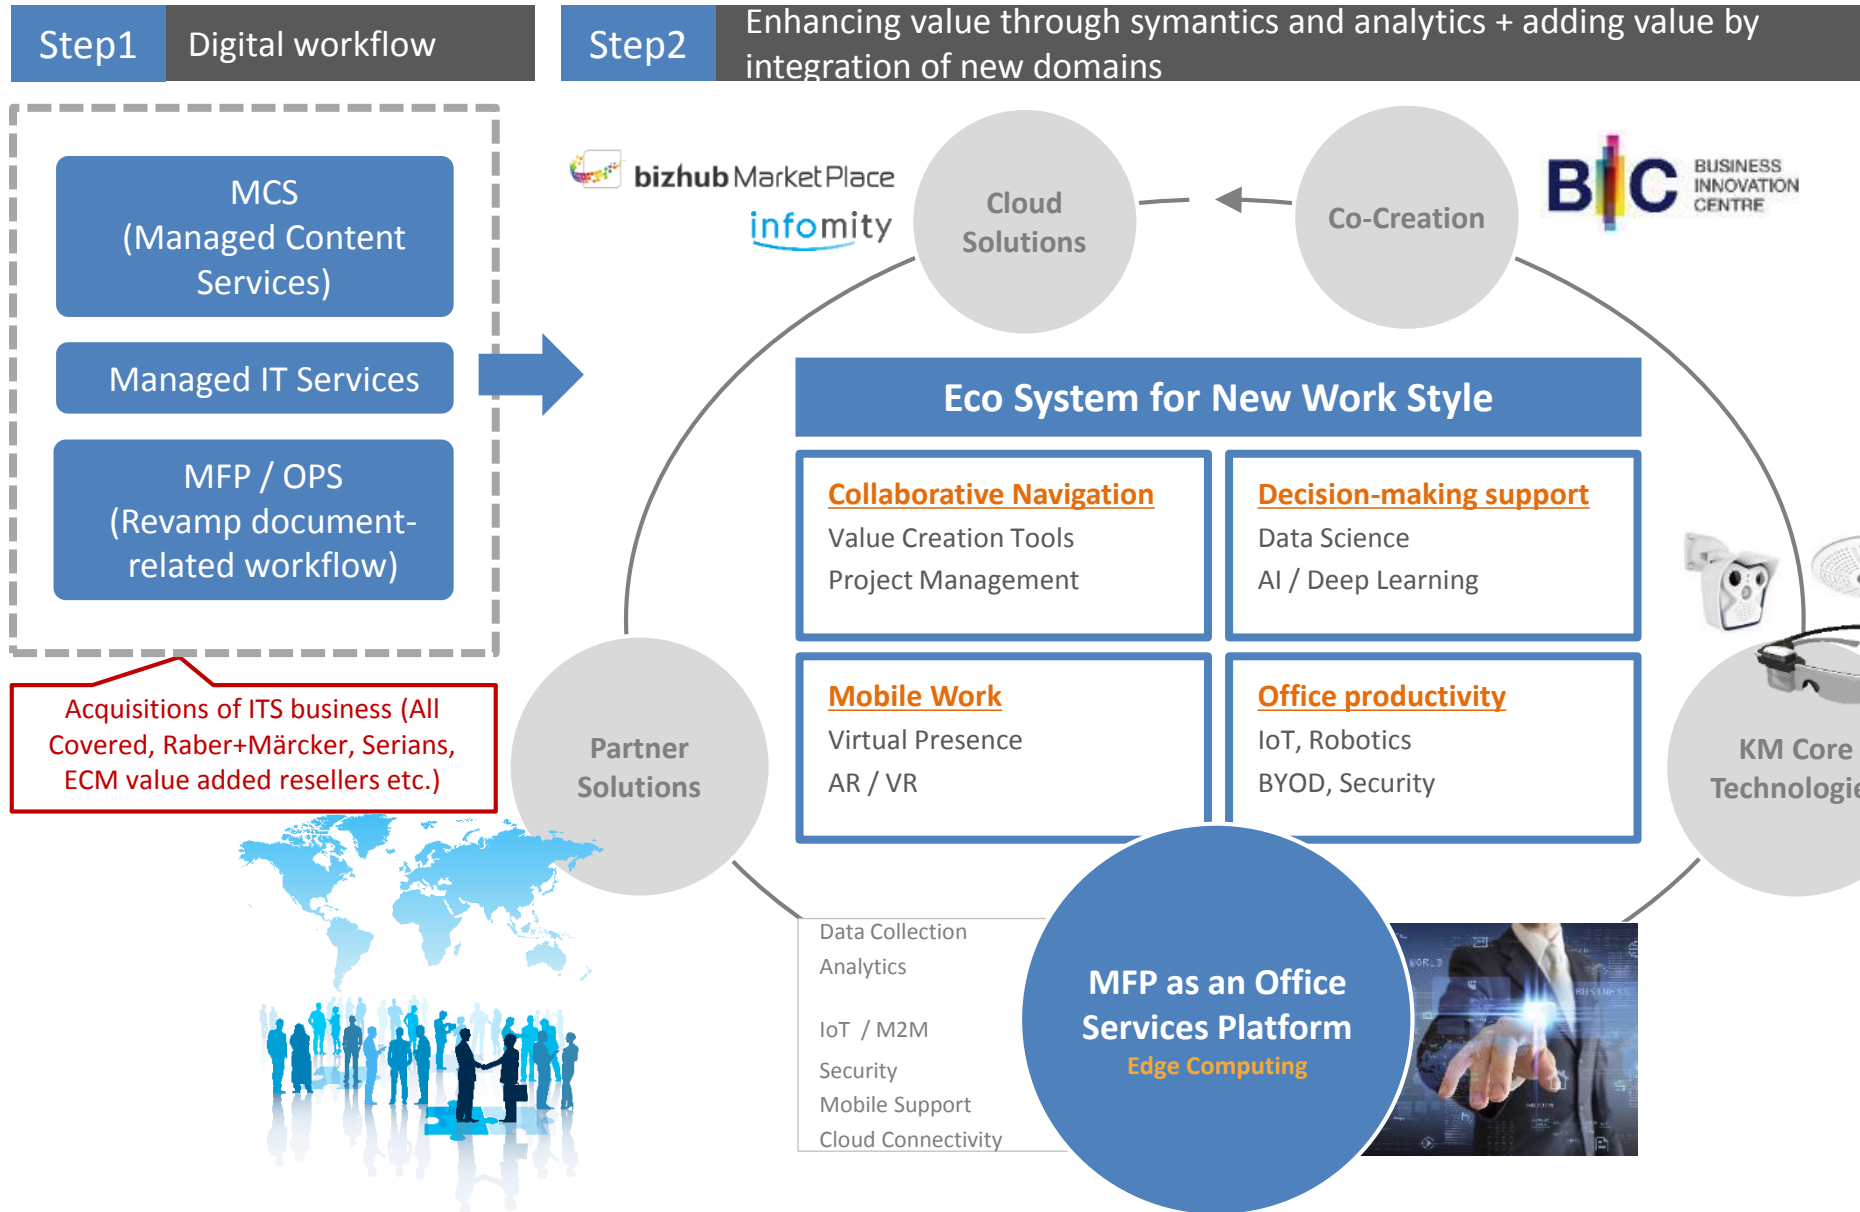 Step1
Digital workflow
Step2
Enhancing value through symantics and analytics + adding value by
integration of new domains
MCS
(Managed Content
Services)
Managed IT Services
MFP / OPS
(Revamp document-
related workflow)
Acquisitions of ITS business (All
Covered, Raber+Märcker, Serians,
ECM value added resellers etc.)
bizhub MarketPlace
infomity
Cloud
Solutions
Co-Creation
BIC
BUSINESS
INNOVATION
CENTRE
Eco System for New Work Style
Collaborative Navigation
Value Creation Tools
Project Management
Decision-making support
Data Science
AI / Deep Learning
Mobile Work
Virtual Presence
AR / VR
Office productivity
IoT, Robotics
BYOD, Security
Partner
Solutions
KM Core
Technologie
Data Collection
Analytics
IoT / M2M
Security
Mobile Support
Cloud Connectivity
MFP as an Office
Services Platform
Edge Computing